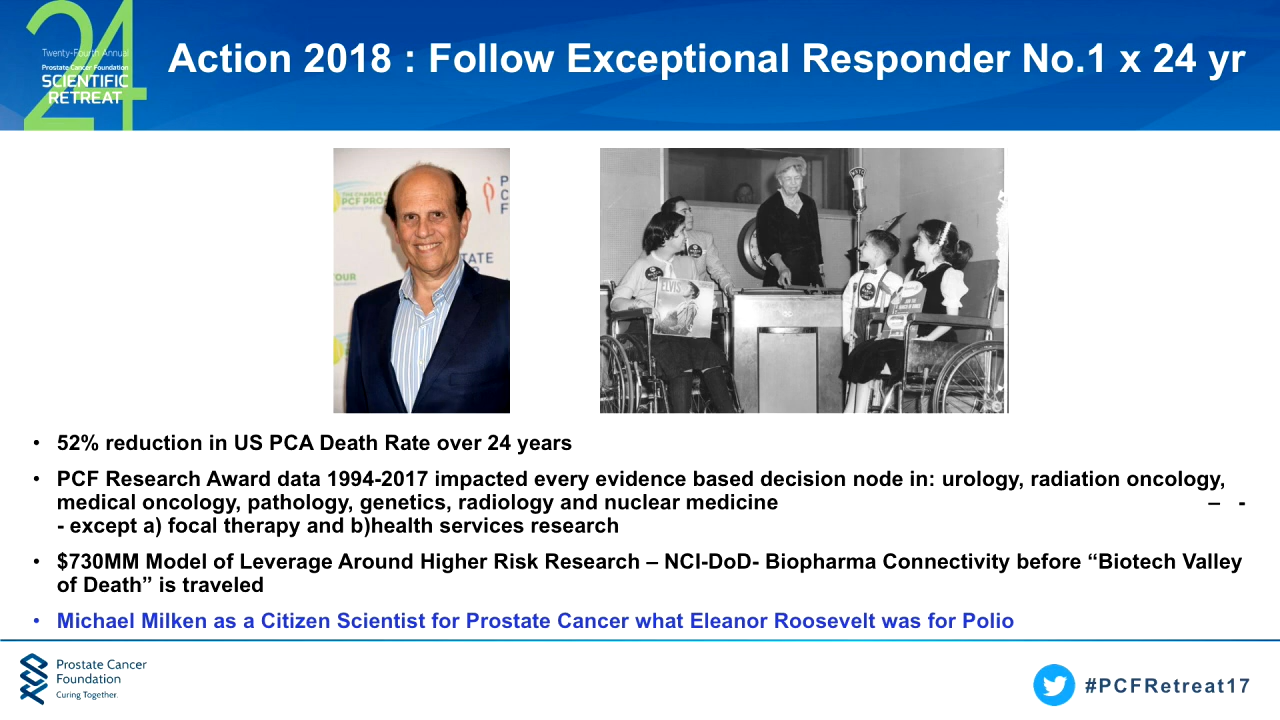 Twenty-Fourth Annual
Prostate Cancer Foundation
SCIENTIFIC
RETREAT
24
Action 2018 : Follow Exceptional Responder No.1 x 24 yr
PCF PRO
P
C
F
STATE
TOUR
ELVIS
• 52% reduction in US PCA Death Rate over 24 years
• PCF Research Award data 1994-2017 impacted every evidence based decision node in: urology, radiation oncology,
medical oncology, pathology, genetics, radiology and nuclear medicine – -
- except a) focal therapy and b)health services research
• $730MM Model of Leverage Around Higher Risk Research – NCI-DoD- Biopharma Connectivity before “Biotech Valley
of Death” is traveled
• Michael Milken as a Citizen Scientist for Prostate Cancer what Eleanor Roosevelt was for Polio
Prostate Cancer
Foundation
Curing Together.
#PCFRetreat17